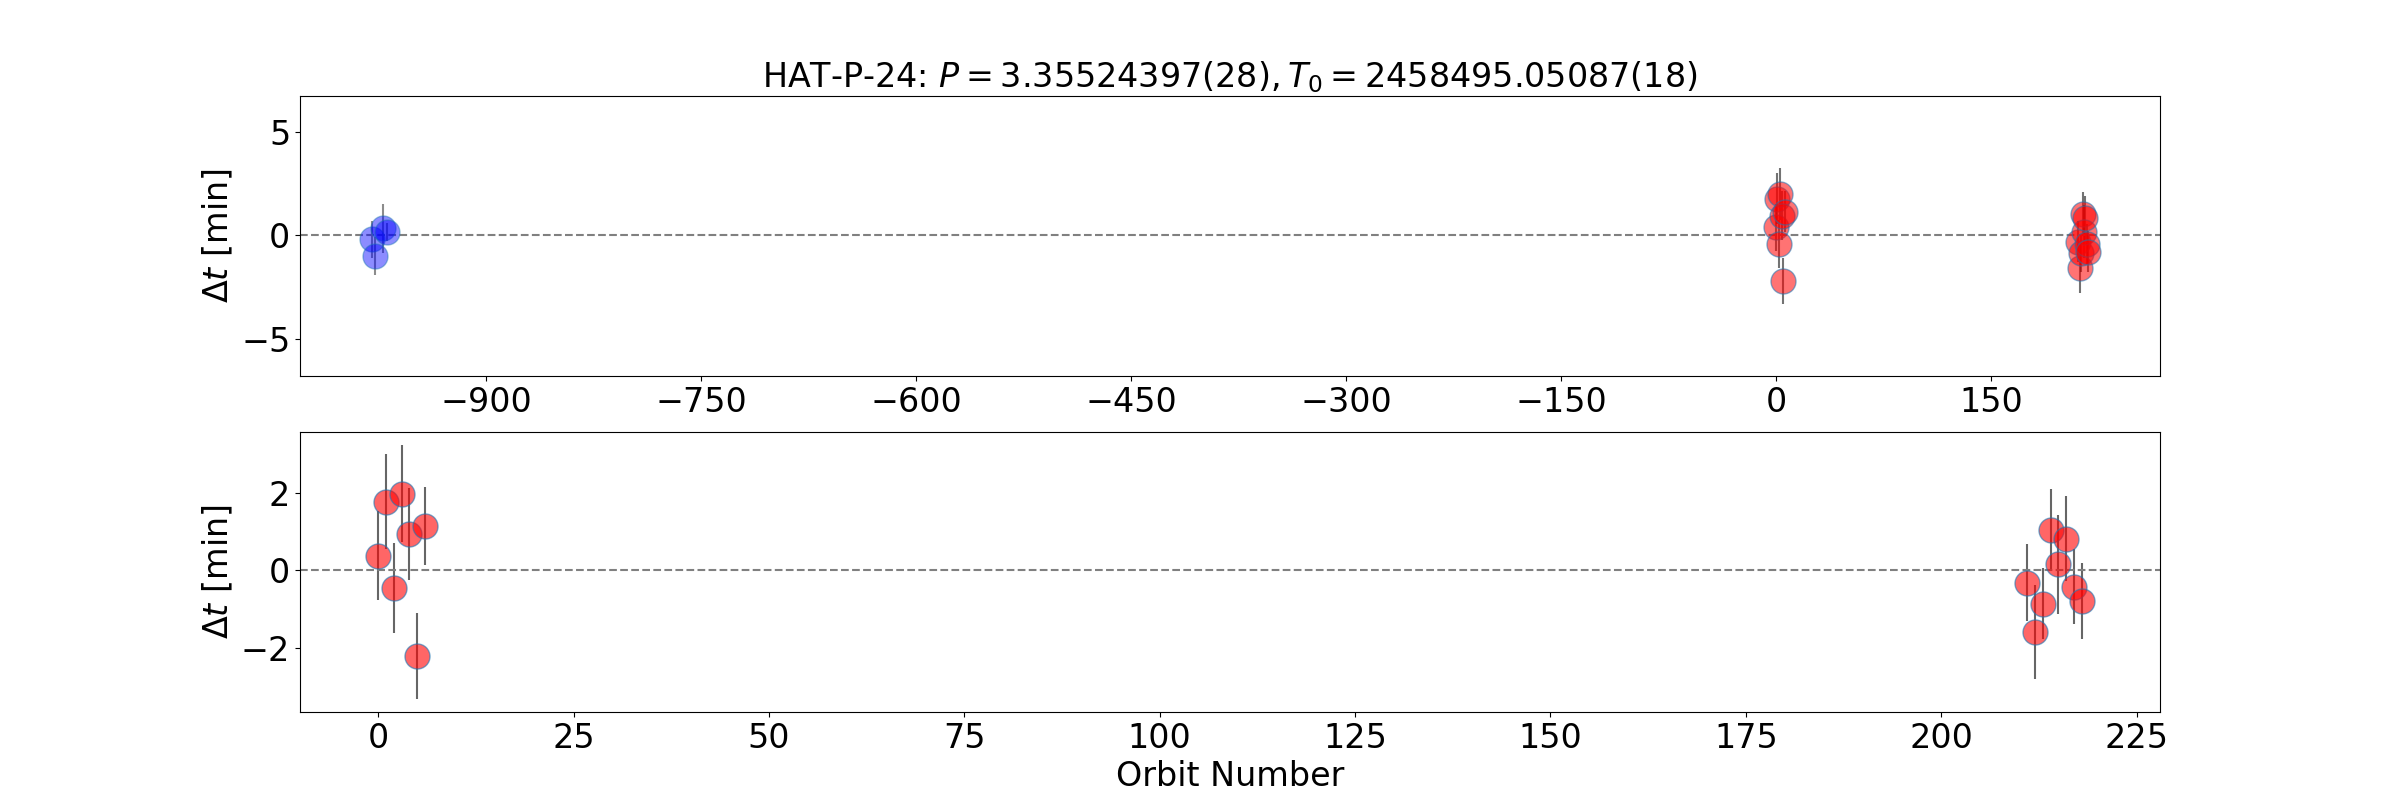 HAT-P-24: P = 3.35524397(28), T₀ = 2458495.05087(18)
Δt [min]
5
0
−5
−900 −750 −600 −450 −300 −150 0 150
Δt [min]
2
0
−2
0 25 50 75 100 125 150 175 200 225
Orbit Number